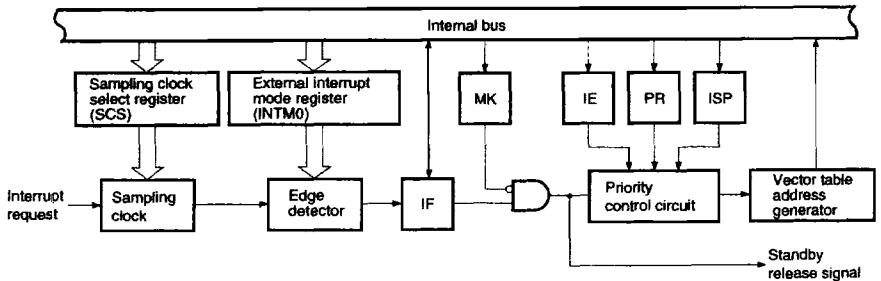 Internal bus
Sampling clock
select register
(SCS)
External interrupt
mode register
(INTM0)
MK
IE
PR
ISP
Interrupt
request
Sampling
clock
Edge
detector
IF
Priority
control circuit
Vector table
address
generator
Standby
release signal